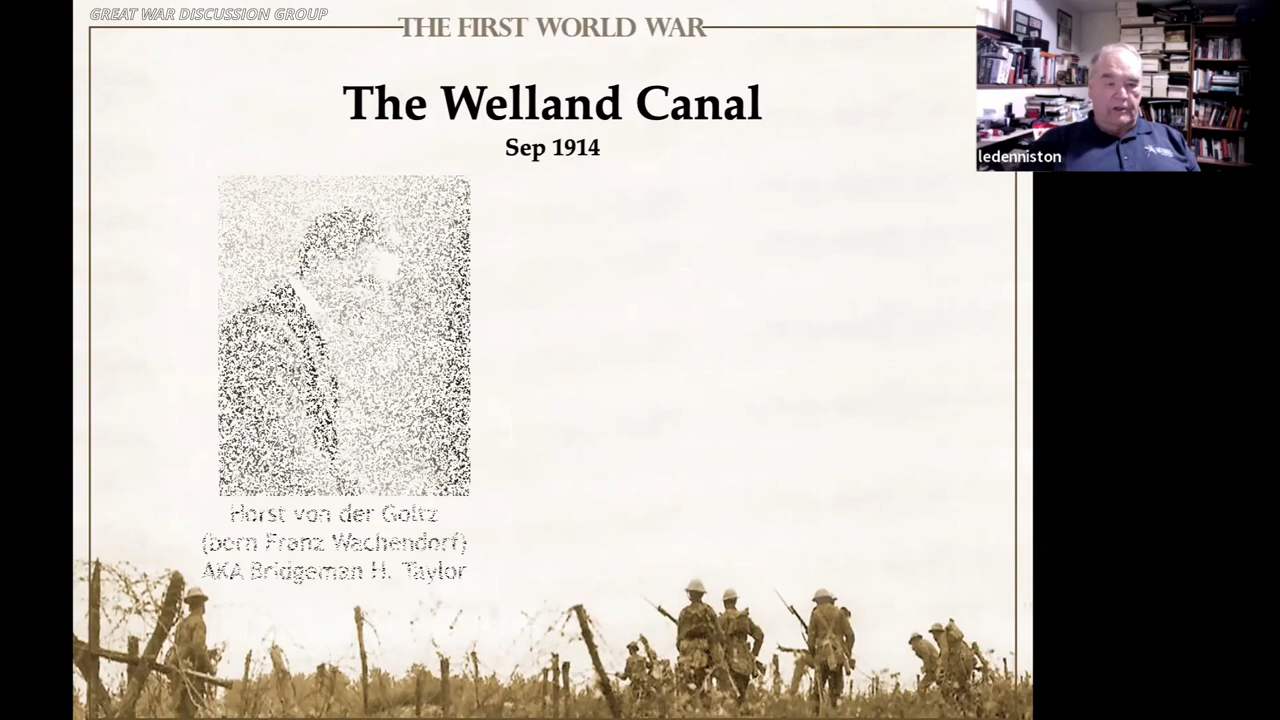 GREAT WAR DISCUSSION GROUP
THE FIRST WORLD WAR
The Welland Canal
Sep 1914
ledenniston
Horst von der Goltz
(born Franz Wachendorf)
AKA Bridgeman H. Taylor